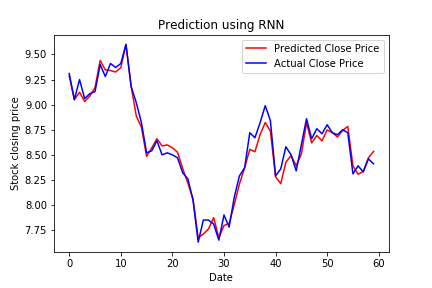 Prediction using RNN
Predicted Close Price
Actual Close Price
Stock closing price
9.50
9.25
9.00
8.75
8.50
8.25
8.00
7.75
0 10 20 30 40 50 60
Date